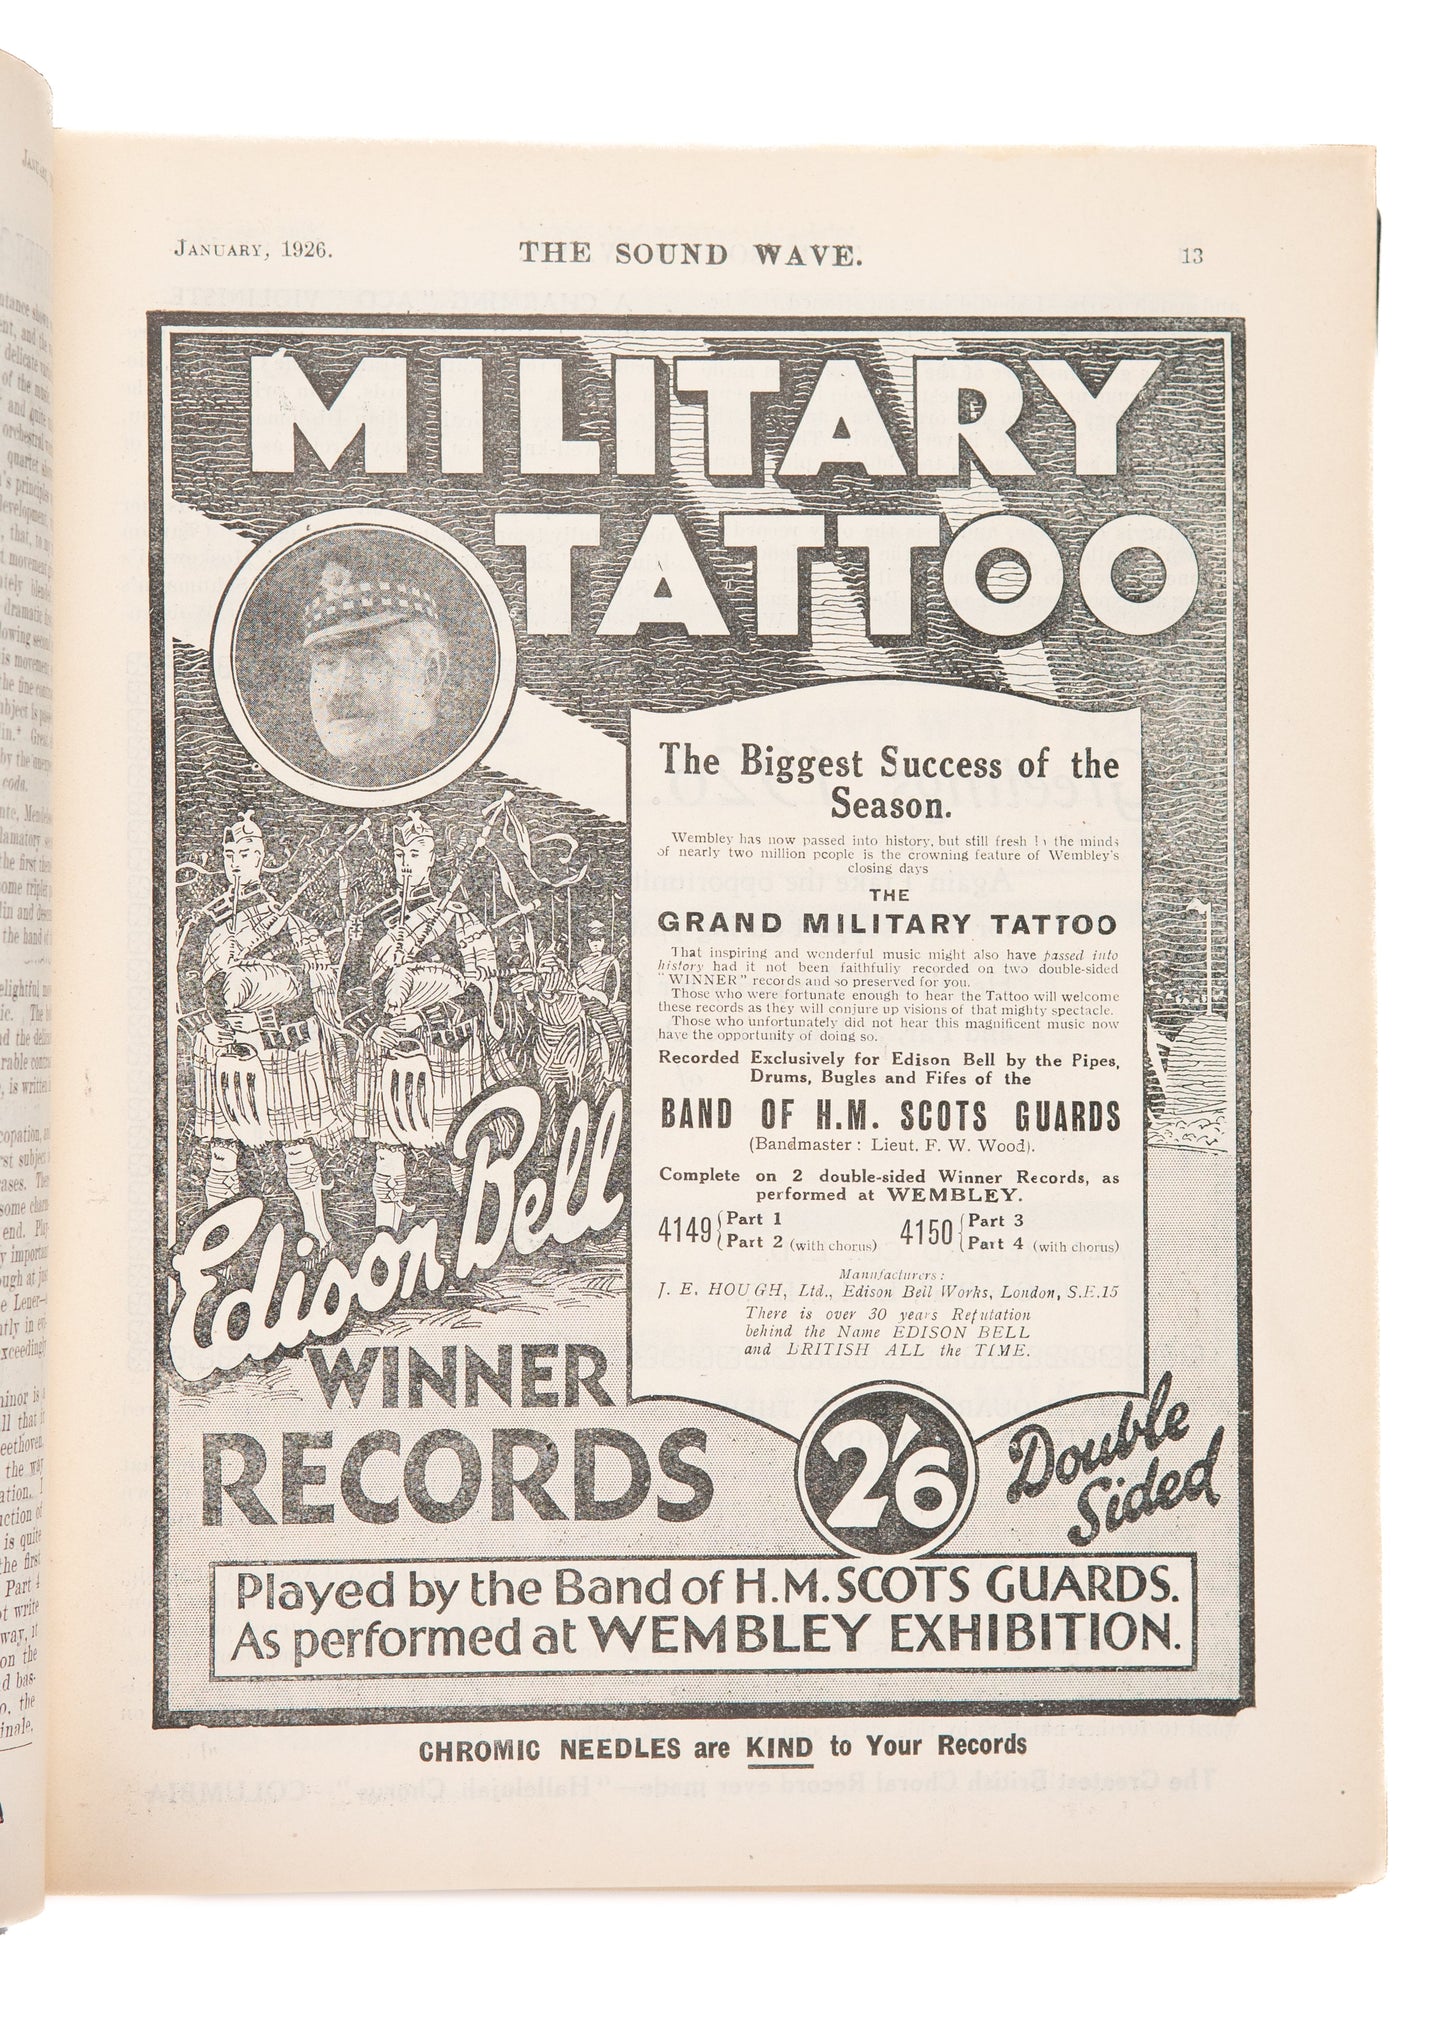 JANUARY, 1926.
THE SOUND WAVE.
13
MILITARY
TATTOO
The Biggest Success of the
Season.
Wembley has now passed into history, but still fresh in the minds
of nearly two million people is the crowning feature of Wembley's
closing days
THE
GRAND MILITARY TATTOO
That inspiring and wonderful music might also have passed into
history had it not been faithfully recorded on two double-sided
"WINNER" records and so preserved for you.
Those who were fortunate enough to hear the Tattoo will welcome
these records as they will conjure up visions of that mighty spectacle.
Those who unfortunately did not hear this magnificent music now
have the opportunity of doing so.
Recorded Exclusively for Edison Bell by the Pipes,
Drums, Bugles and Fifes of the
BAND OF H.M. SCOTS GUARDS
(Bandmaster : Lieut. F. W. Wood).
Complete on 2 double-sided Winner Records, as
performed at WEMBLEY.
4149 { Part 1
Part 2 (with chorus)
4150 { Part 3
Part 4 (with chorus)
Manufacturers :
J. E. HOUGH, Ltd., Edison Bell Works, London, S.E.15
There is over 30 years Reputation
behind the Name EDISON BELL
and BRITISH ALL the TIME.
Edison Bell
WINNER
RECORDS
2'6
Double
Sided
Played by the Band of H.M. SCOTS GUARDS.
As performed at WEMBLEY EXHIBITION.
CHROMIC NEEDLES are KIND to Your Records